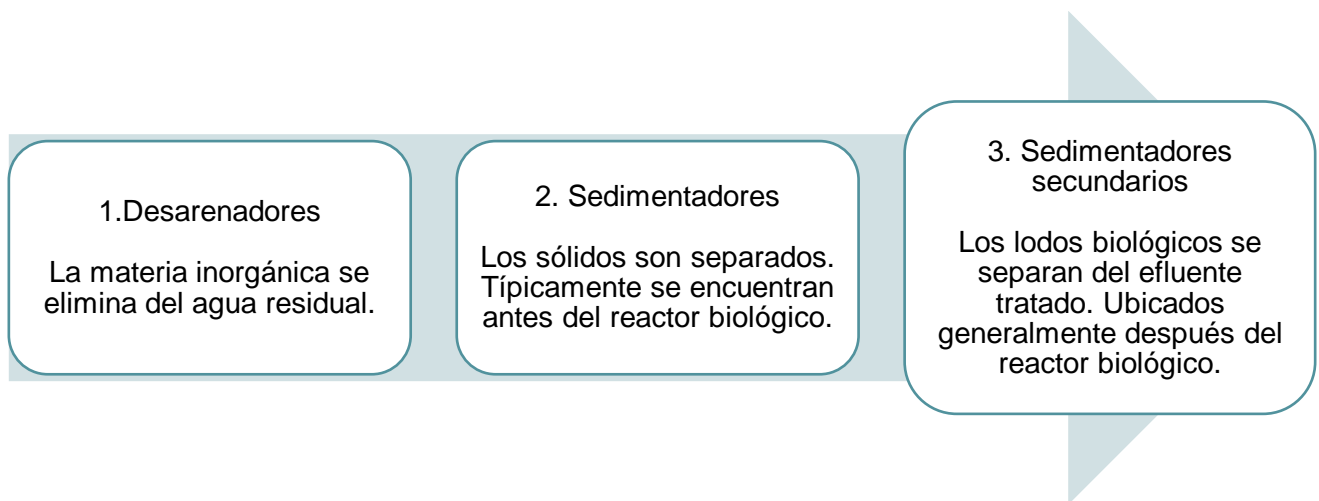 1.Desarenadores
La materia inorgánica se
elimina del agua residual.
2. Sedimentadores
Los sólidos son separados.
Típicamente se encuentran
antes del reactor biológico.
3. Sedimentadores
secundarios
Los lodos biológicos se
separan del efluente
tratado. Ubicados
generalmente después del
reactor biológico.